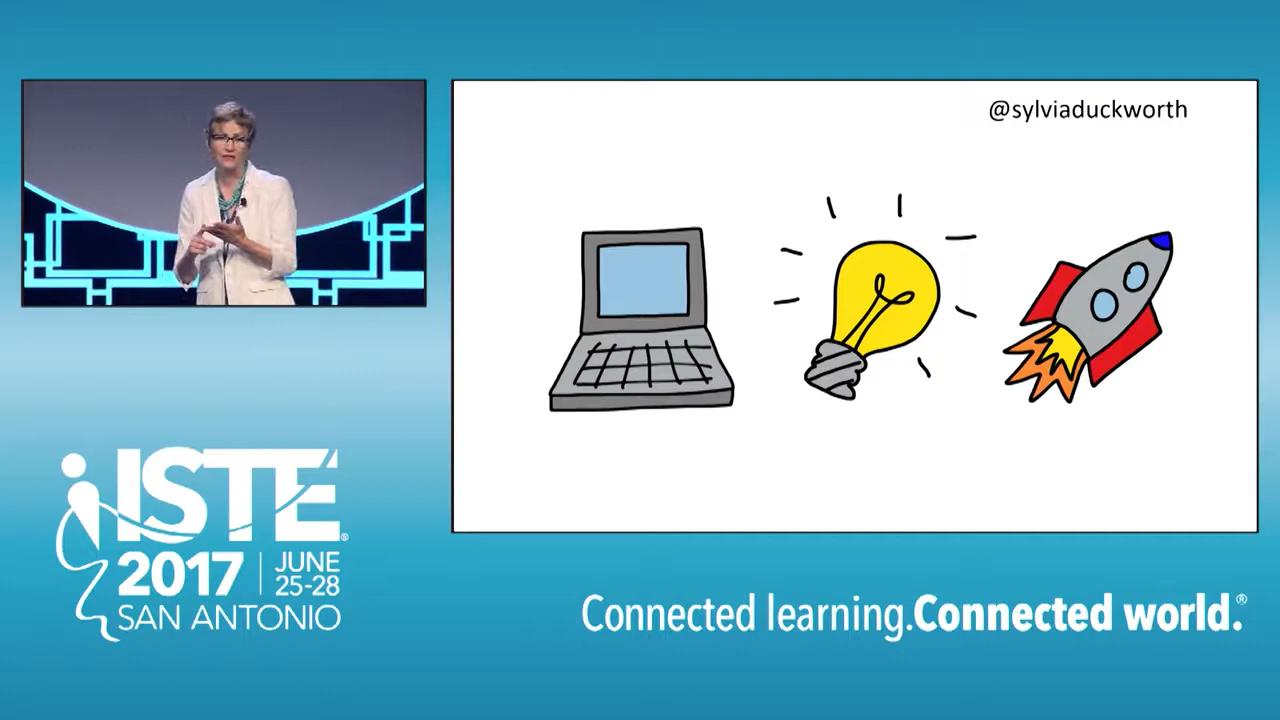 @sylviaduckworth
ISTE®
2017 | JUNE
25-28
SAN ANTONIO
Connected learning.Connected world.®